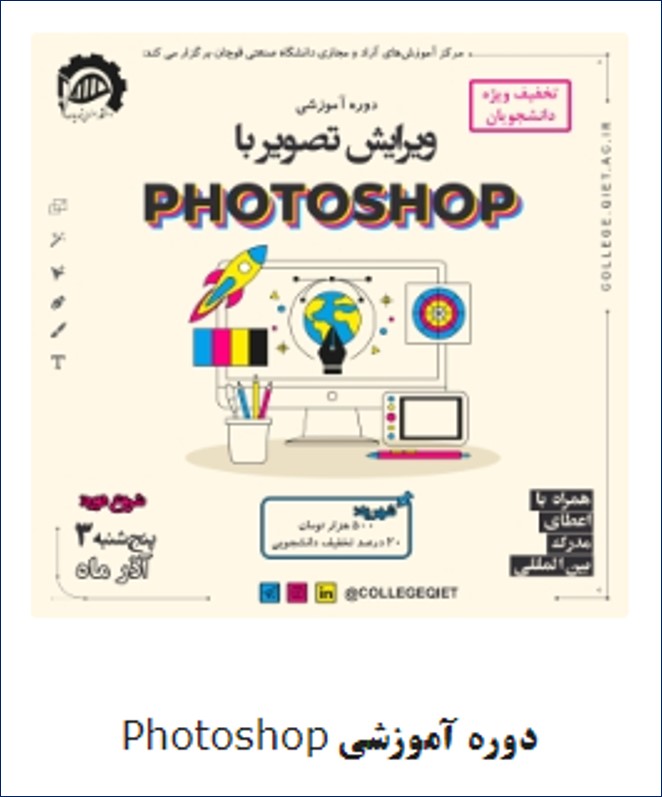 مرکز آموزش‌های آزاد و مجازی دانشگاه صنعتی قوچان برگزار می کند:
تخفیف ویژه
دانشجویان
دوره آموزشی
ویرایش تصویر با
PHOTOSHOP
COLLEGE.QIET.AC.IR
شروع دوره:
پنج‌شنبه ۳
آذر ماه
شهریه:
۵۰۰ هزار تومان
۲۰ درصد تخفیف دانشجویی
همراه با
اعطای
مدرک
بین‌المللی
@COLLEGEQIET
دوره آموزشی Photoshop